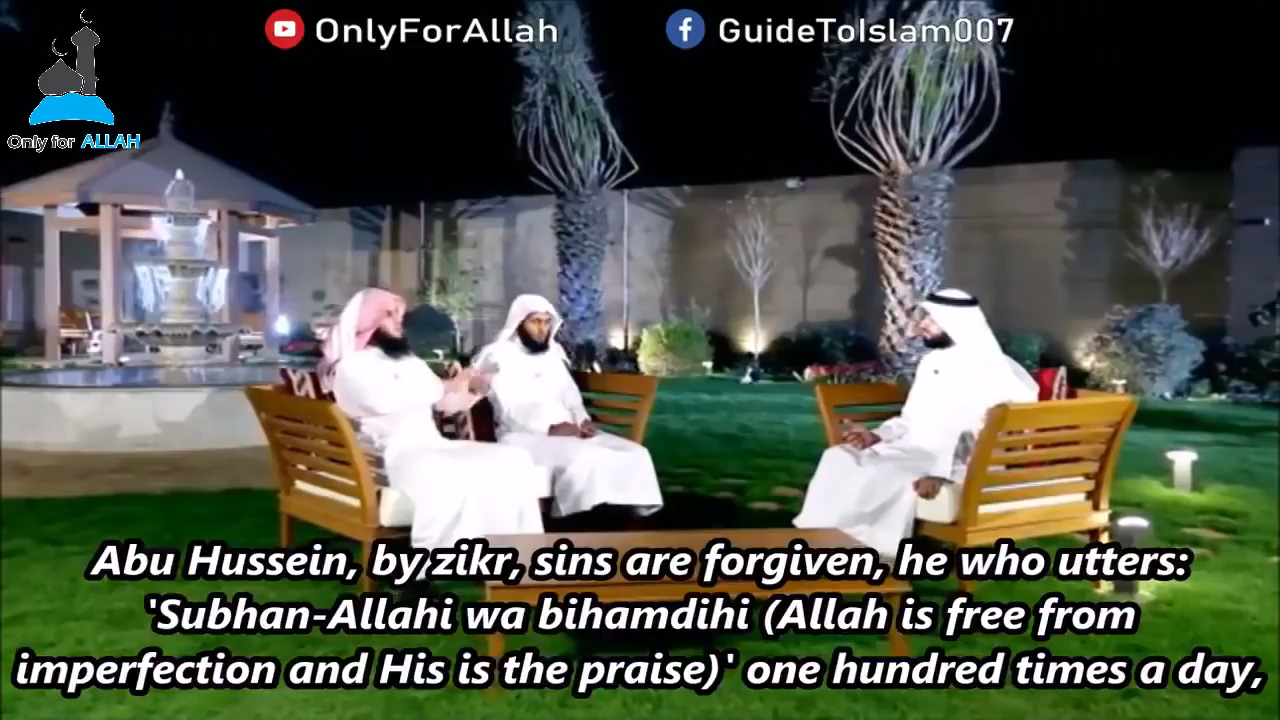 OnlyForAllah
GuideToIslam007
Only for ALLAH
Abu Hussein, by zikr, sins are forgiven, he who utters:
'Subhan-Allahi wa bihamdihi (Allah is free from
imperfection and His is the praise)' one hundred times a day,